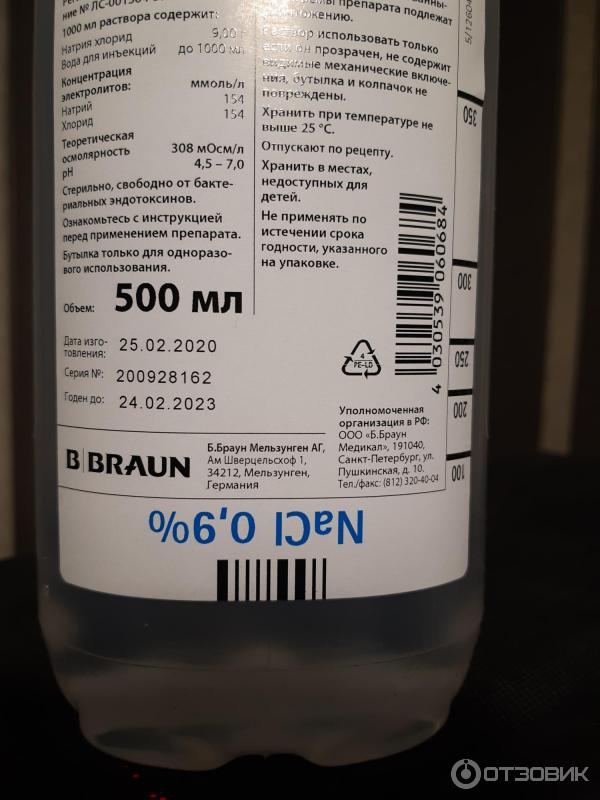 1000 мл раствора содержит:
Натрия хлорид 9,00 г
Вода для инъекций до 1000 мл
Концентрация
электролитов: ммоль/л
Натрий 154
Хлорид 154
Теоретическая
осмолярность 308 мОсм/л
pH 4,5 – 7,0
Стерильно, свободно от бакте-
риальных эндотоксинов.
Ознакомьтесь с инструкцией
перед применением препарата.
Бутылка только для одноразо-
вого использования.
Объем: 500 мл
препарата подлежат
раствор использовать только
если он прозрачен, не содержит
видимые механические включе-
ния, бутылка и колпачок не
повреждены.
Хранить при температуре не
выше 25 °C.
Отпускают по рецепту.
Хранить в местах,
недоступных для
детей.
Не применять по
истечении срока
годности, указанного
на упаковке.
Дата изго-
товления: 25.02.2020
Серия №: 200928162
Годен до: 24.02.2023
4
PE-LD
4 030539 060684
350
300
250
200
100
B BRAUN
Б.Браун Мельзунген АГ,
Ам Шверцельсхоф 1,
34212, Мельзунген,
Германия
Уполномоченная
организация в РФ:
ООО «Б.Браун
Медикал», 191040,
Санкт-Петербург, ул.
Пушкинская, д. 10.
Тел./факс: (812) 320-40-04
NaCl 0,9%
ОТЗОВИК